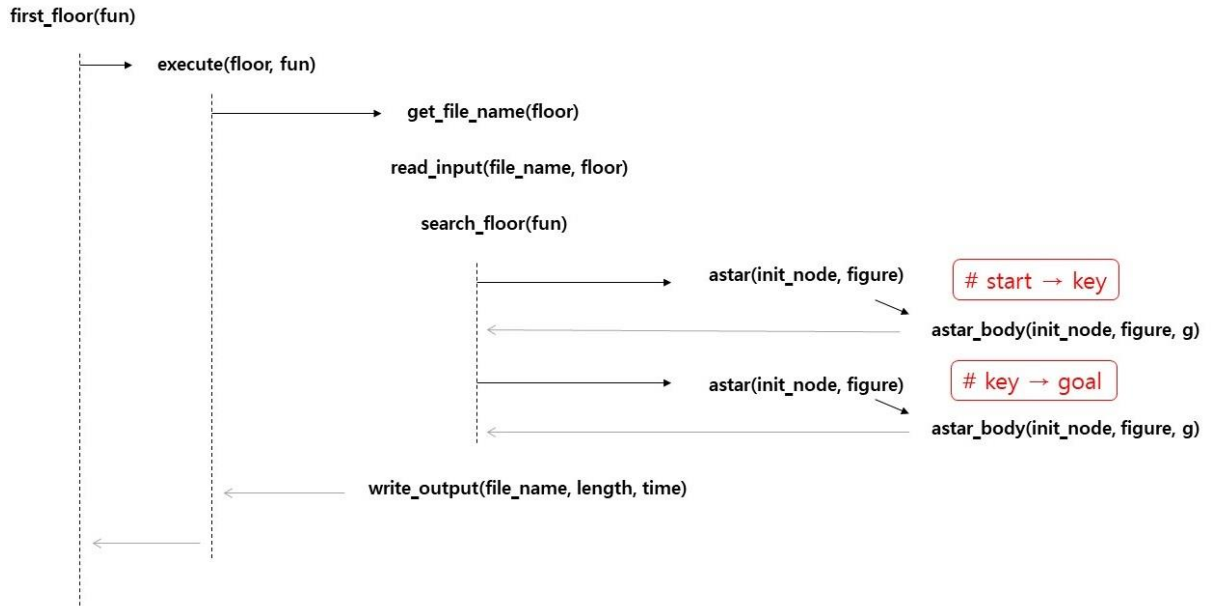 first_floor(fun)
execute(floor, fun)
get_file_name(floor)
read_input(file_name, floor)
search_floor(fun)
astar(init_node, figure)
# start → key
astar_body(init_node, figure, g)
astar(init_node, figure)
# key → goal
astar_body(init_node, figure, g)
write_output(file_name, length, time)